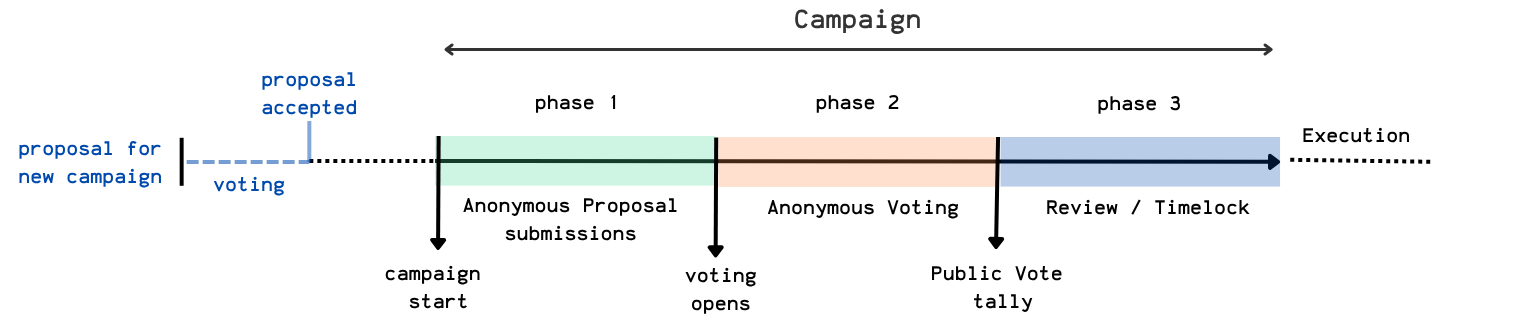 Campaign
proposal
accepted
phase 1
phase 2
phase 3
proposal for
new campaign
voting
Execution
Anonymous Proposal
submissions
Anonymous Voting
Review / Timelock
campaign
start
voting
opens
Public Vote
tally